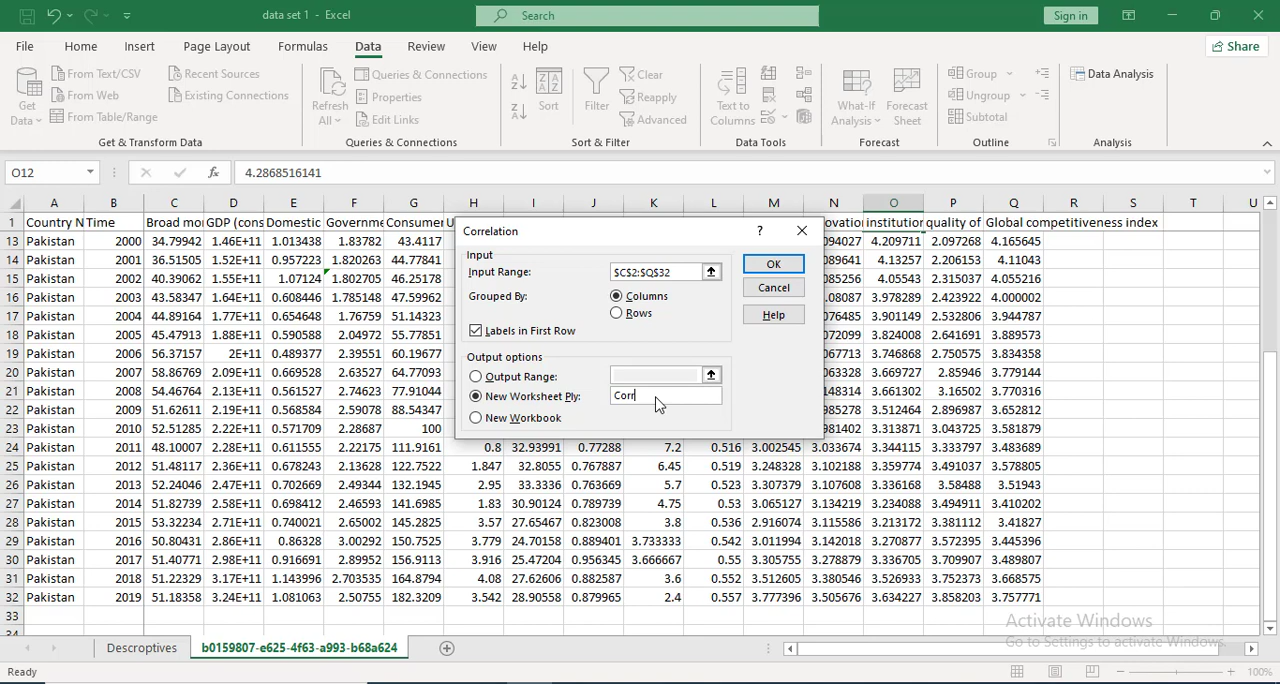 data set 1 - Excel
Search
Sign in
File Home Insert Page Layout Formulas Data Review View Help
Share
Get Data
From Text/CSV
From Web
From Table/Range
Recent Sources
Existing Connections
Get & Transform Data
Refresh All
Queries & Connections
Properties
Edit Links
Queries & Connections
Sort
Filter
Clear
Reapply
Advanced
Sort & Filter
Text to Columns
Data Tools
What-If Analysis
Forecast Sheet
Forecast
Group
Ungroup
Subtotal
Outline
Data Analysis
Analysis
O12
fx
4.2868516141
A B C D E F G H I J K L M N O P Q R S T U
1 Country N Time Broad mo GDP (cons Domestic Governme Consumer U novation institution quality of Global competitiveness index
13 Pakistan 2000 34.79942 1.46E+11 1.013438 1.83782 43.4117 .094027 4.209711 2.097268 4.165645
14 Pakistan 2001 36.51505 1.52E+11 0.957223 1.820263 44.77841 .089641 4.13257 2.206153 4.11043
15 Pakistan 2002 40.39062 1.55E+11 1.07124 1.802705 46.25178 .085256 4.05543 2.315037 4.055216
16 Pakistan 2003 43.58347 1.64E+11 0.608446 1.785148 47.59962 .08087 3.978289 2.423922 4.000002
17 Pakistan 2004 44.89164 1.77E+11 0.654648 1.76759 51.14323 .076485 3.901149 2.532806 3.944787
18 Pakistan 2005 45.47913 1.88E+11 0.590588 2.04972 55.77851 .072099 3.824008 2.641691 3.889573
19 Pakistan 2006 56.37157 2E+11 0.489377 2.39551 60.19677 .067713 3.746868 2.750575 3.834358
20 Pakistan 2007 58.86769 2.09E+11 0.669528 2.63527 64.77093 .063328 3.669727 2.85946 3.779144
21 Pakistan 2008 54.46764 2.13E+11 0.561527 2.74623 77.91044 .148314 3.661302 3.16502 3.770316
22 Pakistan 2009 51.62611 2.19E+11 0.568584 2.59078 88.54347 .985278 3.512464 2.896987 3.652812
23 Pakistan 2010 52.51285 2.22E+11 0.571709 2.28687 100 .981402 3.313871 3.043725 3.581879
24 Pakistan 2011 48.10007 2.28E+11 0.611555 2.22175 111.9161 0.8 32.93991 0.77288 7.2 0.516 3.002545 3.033674 3.344115 3.333797 3.483689
25 Pakistan 2012 51.48117 2.36E+11 0.678243 2.13628 122.7522 1.847 32.8055 0.767887 6.45 0.519 3.248328 3.102188 3.359774 3.491037 3.578805
26 Pakistan 2013 52.24046 2.47E+11 0.702669 2.49344 132.1945 2.95 33.3336 0.763669 5.7 0.523 3.307379 3.107608 3.336168 3.58488 3.51943
27 Pakistan 2014 51.82739 2.58E+11 0.698412 2.46593 141.6985 1.83 30.90124 0.789739 4.75 0.53 3.065127 3.134219 3.234088 3.494911 3.410202
28 Pakistan 2015 53.32234 2.71E+11 0.740021 2.65002 145.2825 3.57 27.65467 0.823008 3.8 0.536 2.916074 3.115586 3.213172 3.381112 3.41827
29 Pakistan 2016 50.80431 2.86E+11 0.86328 3.00292 150.7525 3.779 24.70158 0.889401 3.733333 0.542 3.011994 3.142018 3.270877 3.572395 3.445396
30 Pakistan 2017 51.40771 2.98E+11 0.916691 2.89952 156.9113 3.916 25.47204 0.956345 3.666667 0.55 3.305755 3.278879 3.336705 3.709907 3.489807
31 Pakistan 2018 51.22329 3.17E+11 1.143996 2.703535 164.8794 4.08 27.62606 0.882587 3.6 0.552 3.512605 3.380546 3.526933 3.752373 3.668575
32 Pakistan 2019 51.18358 3.24E+11 1.081063 2.50755 182.3209 3.542 28.90558 0.879965 2.4 0.557 3.777396 3.505676 3.634227 3.858203 3.757771
33
34
Correlation
?
Input
Input Range: $C$2:$Q$32
Grouped By: Columns
Rows
Labels in First Row
Output options
Output Range:
New Worksheet Ply: Corr
New Workbook
OK
Cancel
Help
Activate Windows
Go to Settings to activate Windows.
Descroptives b0159807-e625-4f63-a993-b68a624
Ready
100%